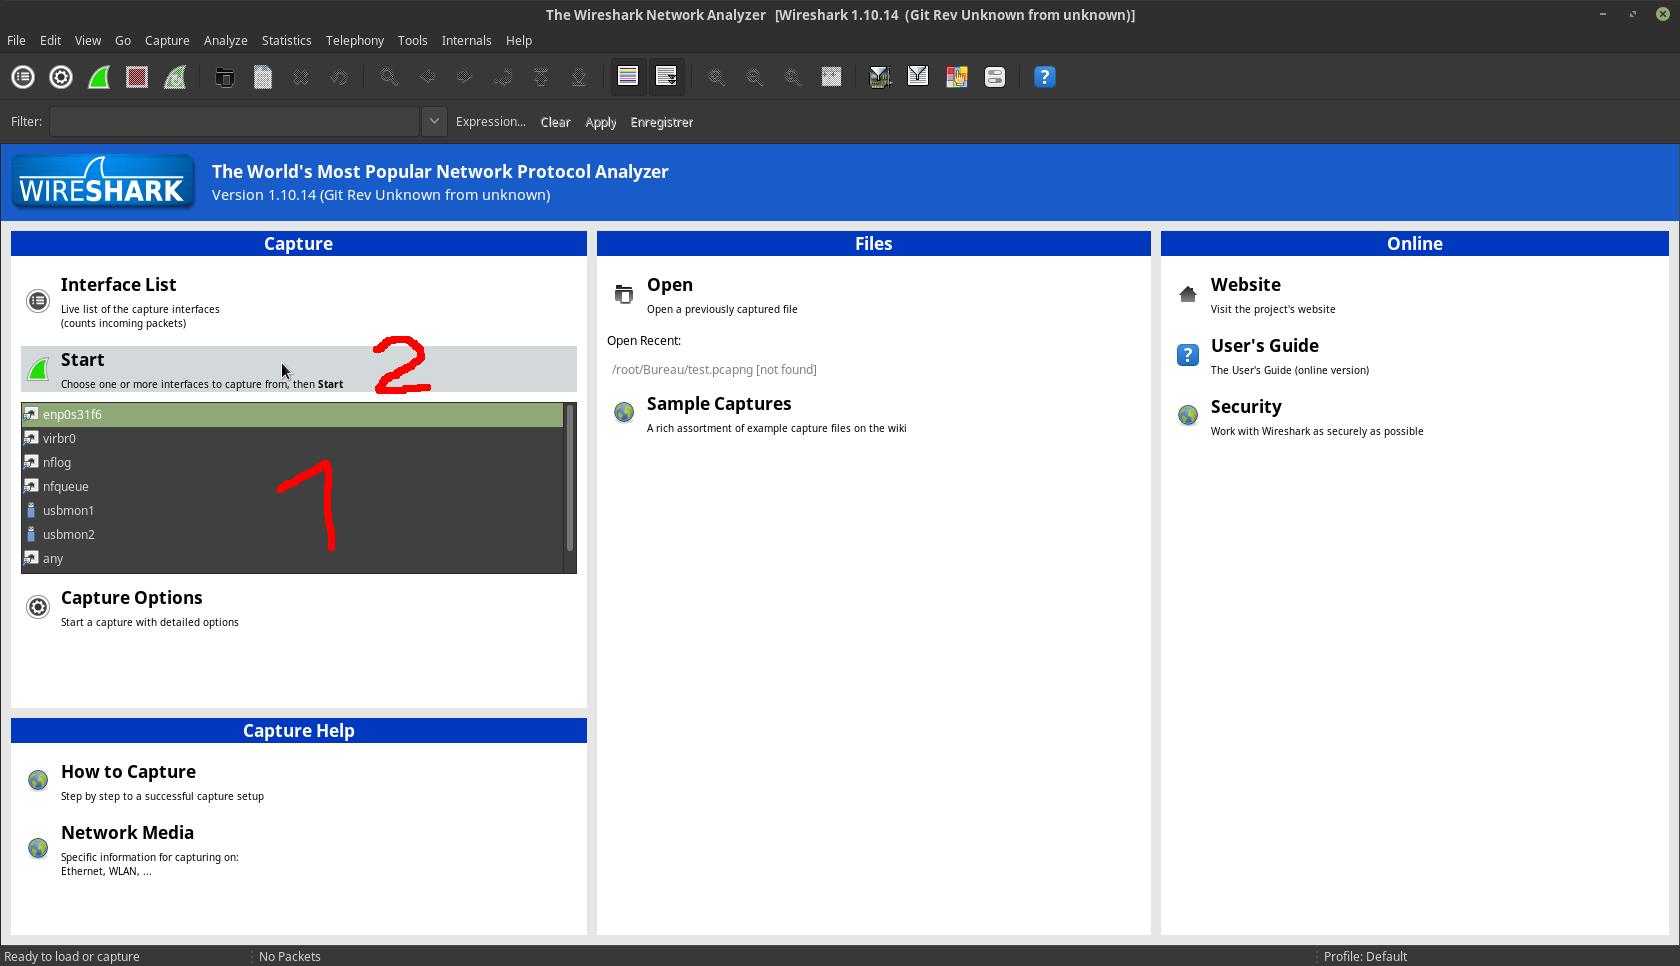 The Wireshark Network Analyzer [Wireshark 1.10.14 (Git Rev Unknown from unknown)]
File Edit View Go Capture Analyze Statistics Telephony Tools Internals Help
Filter: Expression... Clear Apply Enregistrer
WIRESHARK
The World's Most Popular Network Protocol Analyzer
Version 1.10.14 (Git Rev Unknown from unknown)
Capture
Interface List
Live list of the capture interfaces
(counts incoming packets)
Start
Choose one or more interfaces to capture from, then Start
2
enp0s31f6
virbr0
nflog
nfqueue
usbmon1
usbmon2
any
1
Capture Options
Start a capture with detailed options
Capture Help
How to Capture
Step by step to a successful capture setup
Network Media
Specific information for capturing on:
Ethernet, WLAN, ...
Files
Open
Open a previously captured file
Open Recent:
/root/Bureau/test.pcapng [not found]
Sample Captures
A rich assortment of example capture files on the wiki
Online
Website
Visit the project's website
User's Guide
The User's Guide (online version)
Security
Work with Wireshark as securely as possible
Ready to load or capture No Packets Profile: Default